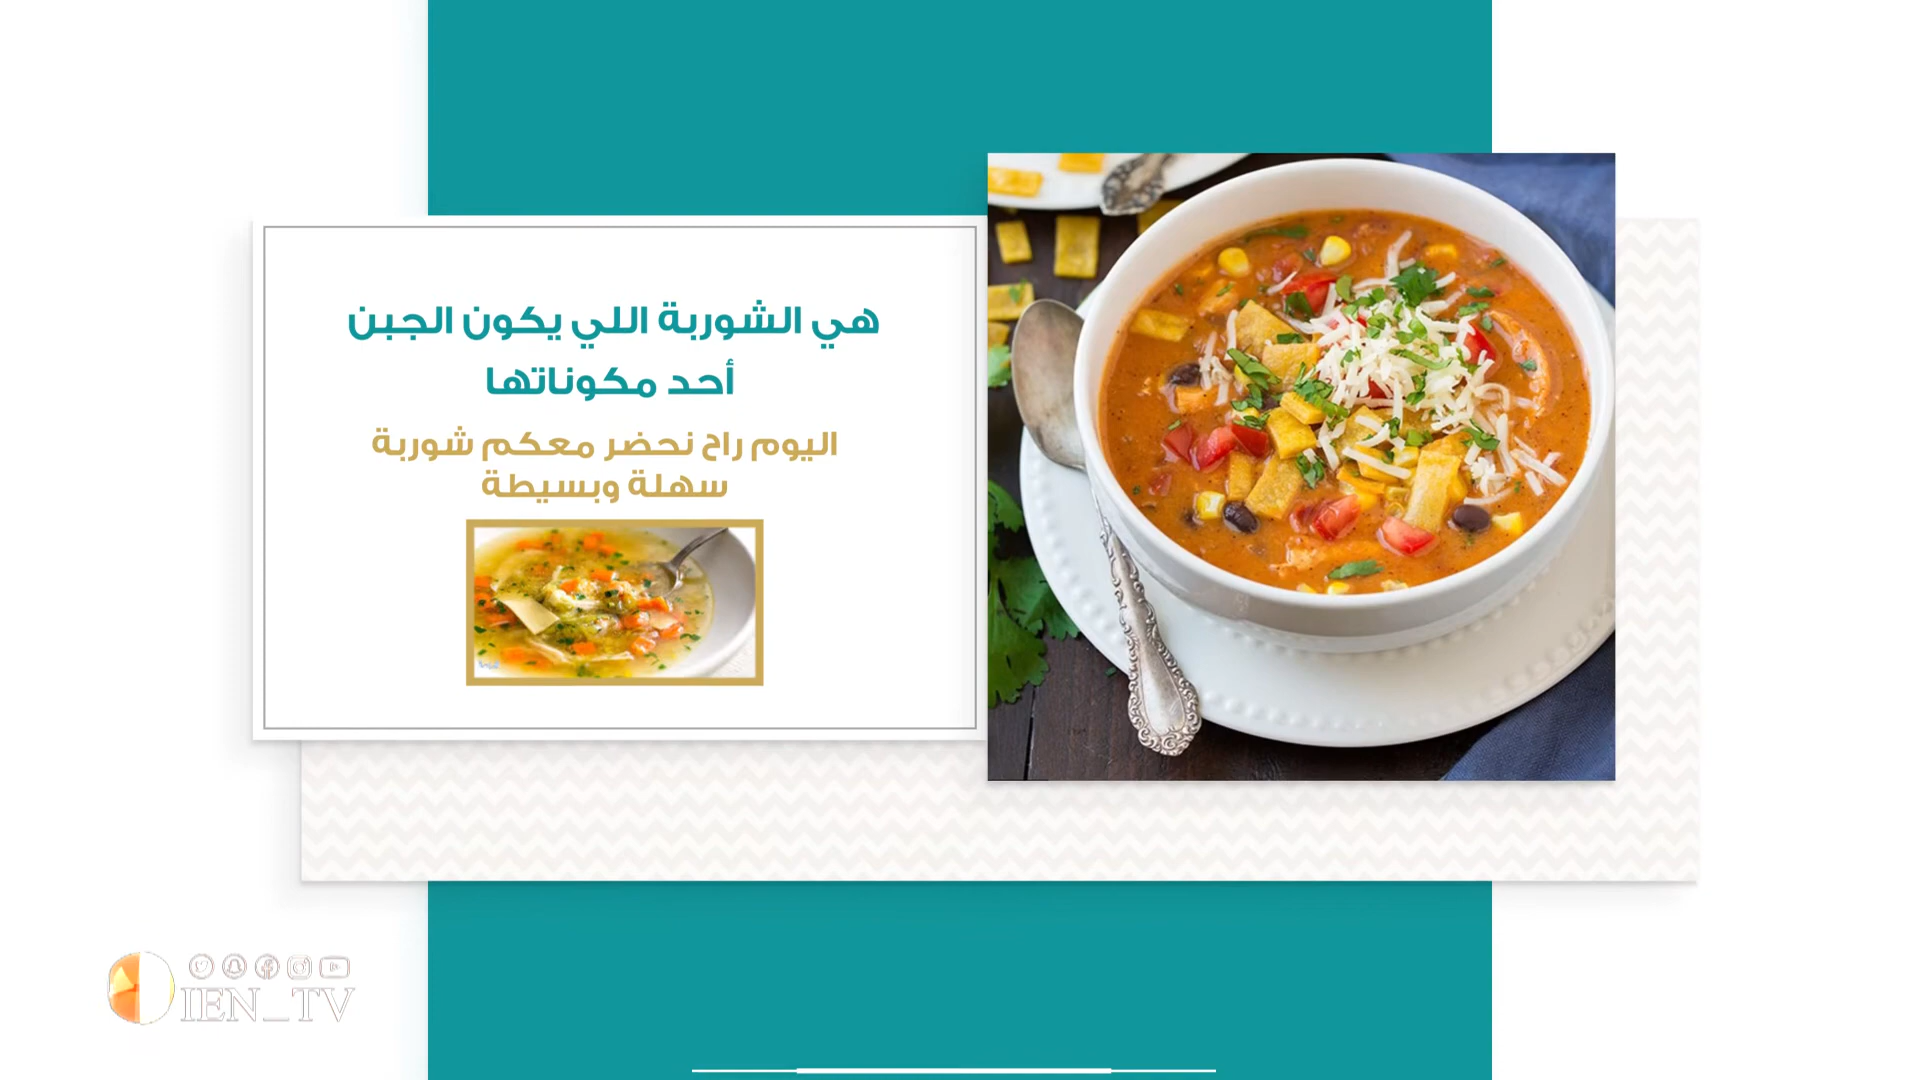 هي الشوربة اللي يكون الجبن
أحد مكوناتها
اليوم راح نحضر معكم شوربة
سهلة وبسيطة
IEN_TV